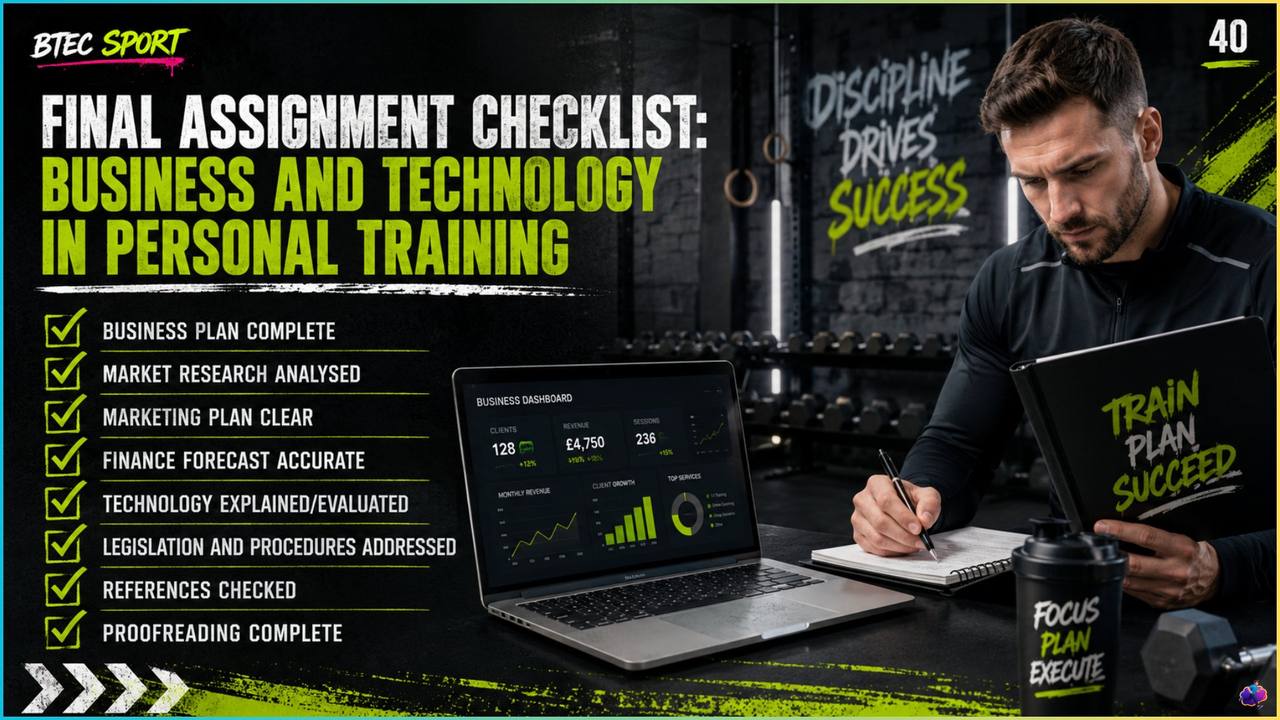 BTEC SPORT
40
FINAL ASSIGNMENT CHECKLIST:
BUSINESS AND TECHNOLOGY
IN PERSONAL TRAINING
BUSINESS PLAN COMPLETE
MARKET RESEARCH ANALYSED
MARKETING PLAN CLEAR
FINANCE FORECAST ACCURATE
TECHNOLOGY EXPLAINED/EVALUATED
LEGISLATION AND PROCEDURES ADDRESSED
REFERENCES CHECKED
PROOFREADING COMPLETE
DISCIPLINE
DRIVES
SUCCESS
BUSINESS DASHBOARD
CLIENTS
128
+12%
REVENUE
£4,750
SESSIONS
236
+15%
MONTHLY REVENUE
CLIENT GROWTH
TOP SERVICES
TRAIN
PLAN
SUCCEED
FOCUS
PLAN
EXECUTE